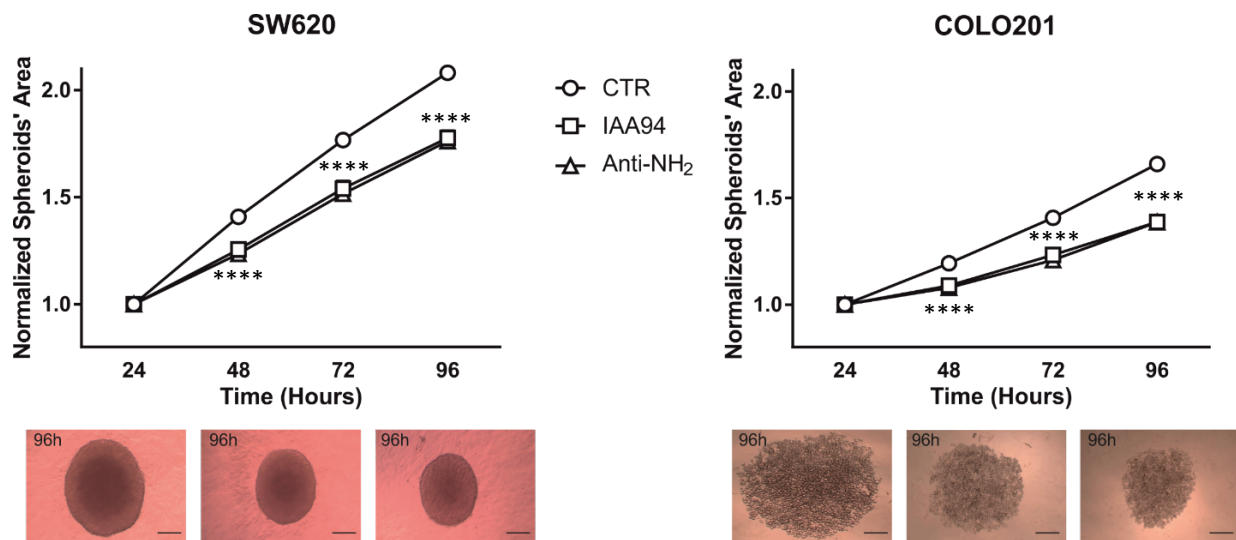 SW620
Normalized Spheroids' Area
2.0
1.5
1.0
****
****
****
24 48 72 96
Time (Hours)
CTR
IAA94
Anti-NH₂
COLO201
Normalized Spheroids' Area
2.0
1.5
1.0
****
****
****
24 48 72 96
Time (Hours)
96h
96h
96h
96h
96h
96h